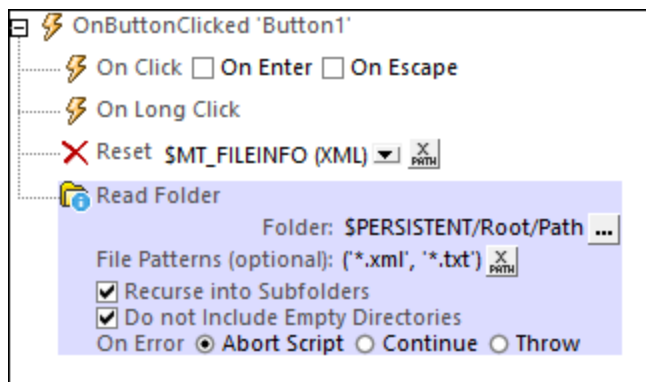 OnButtonClicked 'Button1'
On Click On Enter On Escape
On Long Click
Reset $MT_FILEINFO (XML) X PATH
Read Folder
Folder: $PERSISTENT/Root/Path ...
File Patterns (optional): ('*.xml', '*.txt') X PATH
Recurse into Subfolders
Do not Include Empty Directories
On Error Abort Script Continue Throw